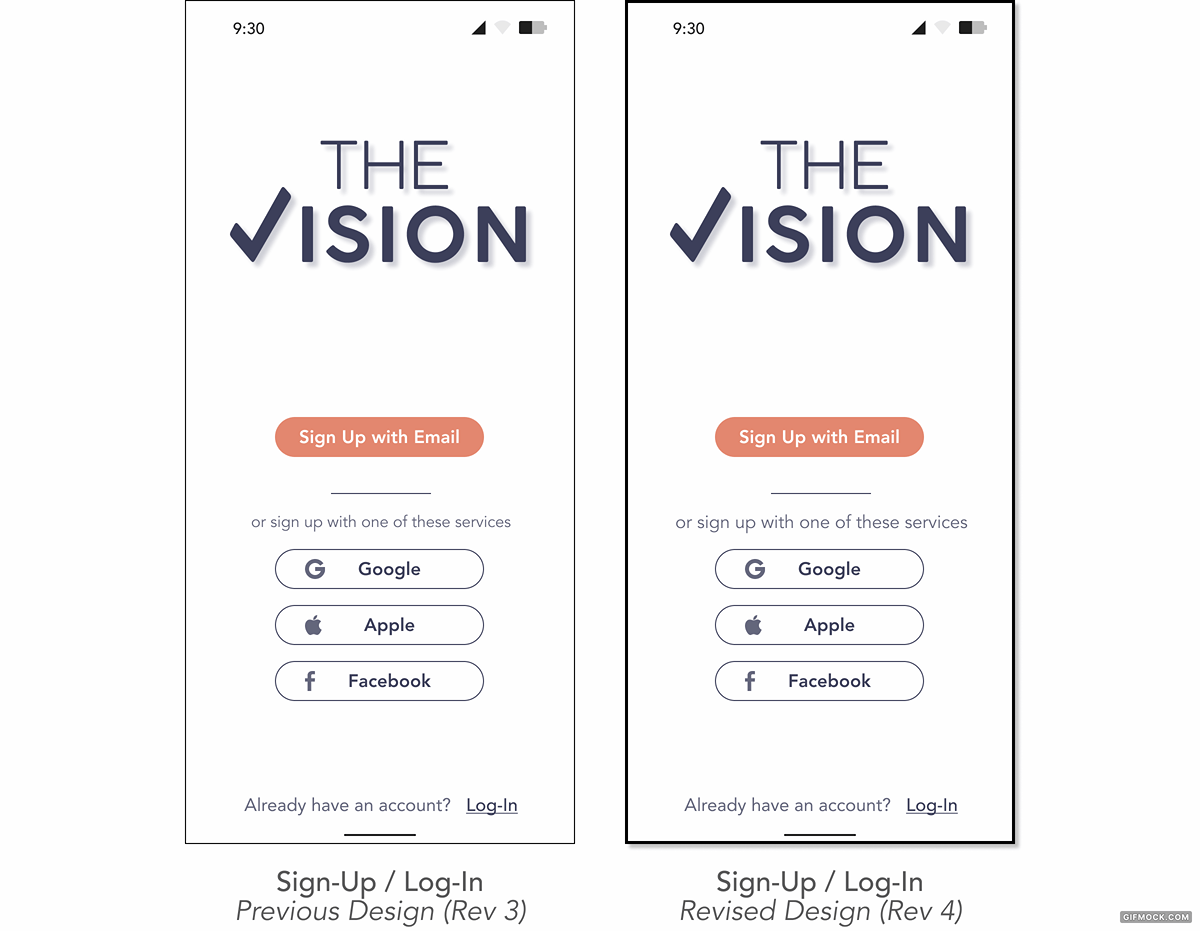 9:30
THE
VISION
Sign Up with Email
or sign up with one of these services
Google
Apple
Facebook
Already have an account? Log-In
Sign-Up / Log-In
Previous Design (Rev 3)
9:30
THE
VISION
Sign Up with Email
or sign up with one of these services
Google
Apple
Facebook
Already have an account? Log-In
Sign-Up / Log-In
Revised Design (Rev 4)
GIFMOCK.COM